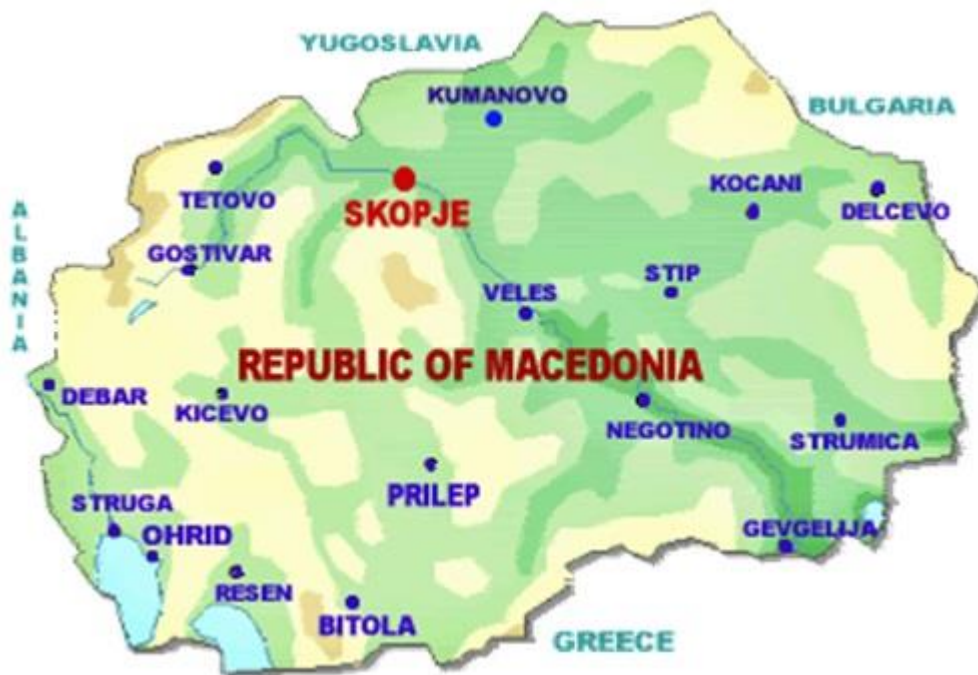 YUGOSLAVIA
KUMANOVO
BULGARIA
TETOVO
SKOPJE
KOCANI
DELCEVO
ALBANIA
GOSTIVAR
VELES
STIP
REPUBLIC OF MACEDONIA
DEBAR
KICEVO
NEGOTINO
STRUMICA
PRILEP
STRUGA
OHRID
GEVGELIJA
RESEN
BITOLA
GREECE